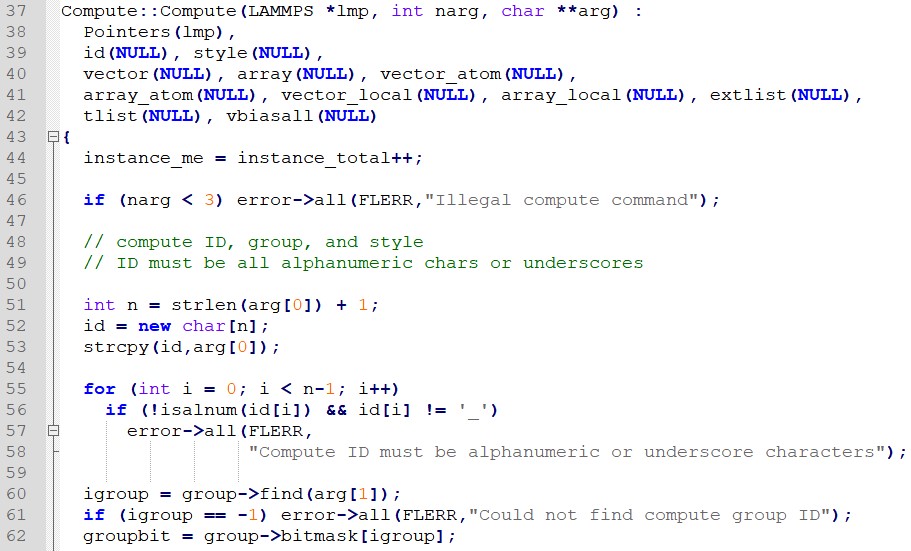 37 Compute::Compute(LAMMPS *lmp, int narg, char **arg) :
38   Pointers(lmp),
39   id(NULL), style(NULL),
40   vector(NULL), array(NULL), vector_atom(NULL),
41   array_atom(NULL), vector_local(NULL), array_local(NULL), extlist(NULL),
42   tlist(NULL), vbiasall(NULL)
43 {
44   instance_me = instance_total++;
45
46   if (narg < 3) error->all(FLERR,"Illegal compute command");
47
48   // compute ID, group, and style
49   // ID must be all alphanumeric chars or underscores
50
51   int n = strlen(arg[0]) + 1;
52   id = new char[n];
53   strcpy(id,arg[0]);
54
55   for (int i = 0; i < n-1; i++)
56     if (!isalnum(id[i]) && id[i] != '_')
57       error->all(FLERR,
58                  "Compute ID must be alphanumeric or underscore characters");
59
60   igroup = group->find(arg[1]);
61   if (igroup == -1) error->all(FLERR,"Could not find compute group ID");
62   groupbit = group->bitmask[igroup];